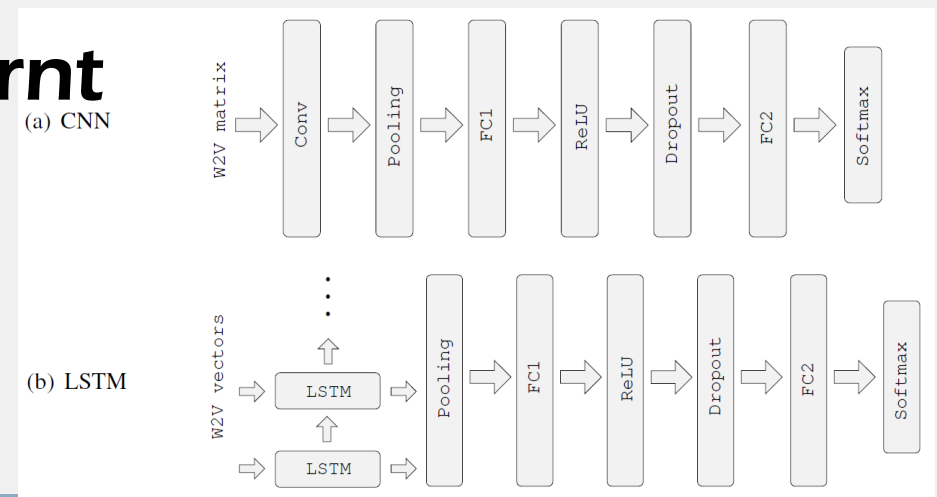 rnt
(a) CNN
W2V matrix
Conv
Pooling
FC1
ReLU
Dropout
FC2
Softmax
(b) LSTM
W2V vectors
LSTM
LSTM
Pooling
FC1
ReLU
Dropout
FC2
Softmax